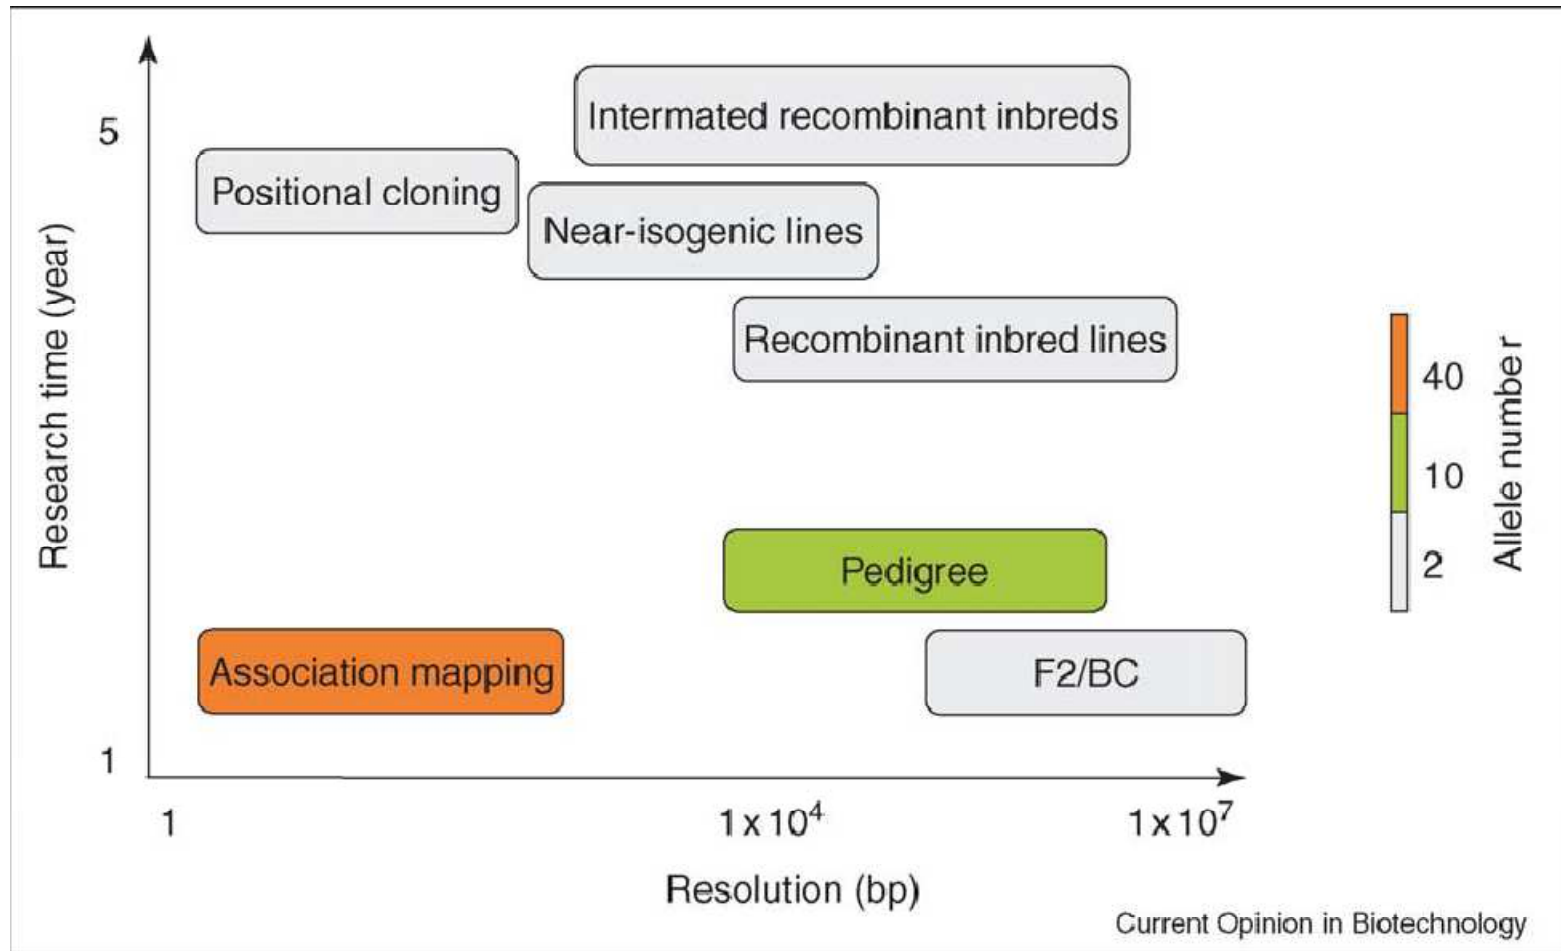 Intermated recombinant inbreds
5
Positional cloning
Near-isogenic lines
Research time (year)
Recombinant inbred lines
40
10
2
Allele number
Pedigree
Association mapping
F2/BC
1
1
1 x 10⁴
1 x 10⁷
Resolution (bp)
Current Opinion in Biotechnology